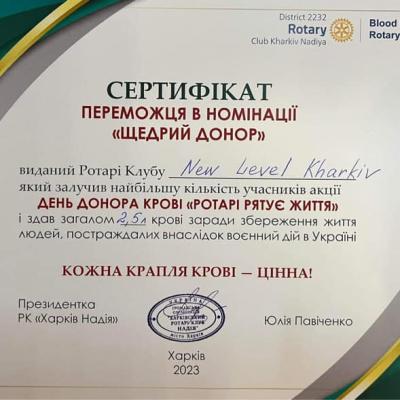 District 2232
Rotary
Club Kharkiv Nadiya
Blood
Rotary
СЕРТИФІКАТ
ПЕРЕМОЖЦЯ В НОМІНАЦІЇ
«ЩЕДРИЙ ДОНОР»
виданий Ротарі Клубу New Level Kharkiv
який залучив найбільшу кількість учасників акції
ДЕНЬ ДОНОРА КРОВІ «РОТАРІ РЯТУЄ ЖИТТЯ»
і здав загалом 2,5л крові заради збереження життя
людей, постраждалих внаслідок воєнний дій в Україні
КОЖНА КРАПЛЯ КРОВІ — ЦІННА!
Президентка
РК «Харків Надія»
Юлія Павіченко
Харків
2023